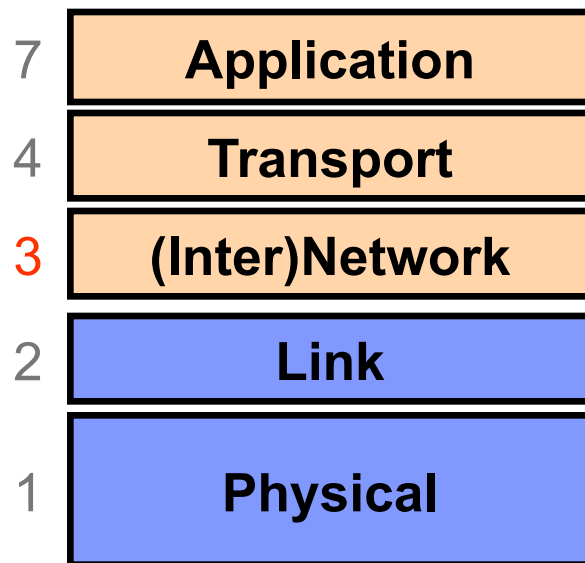 7 Application
4 Transport
3 (Inter)Network
2 Link
1 Physical